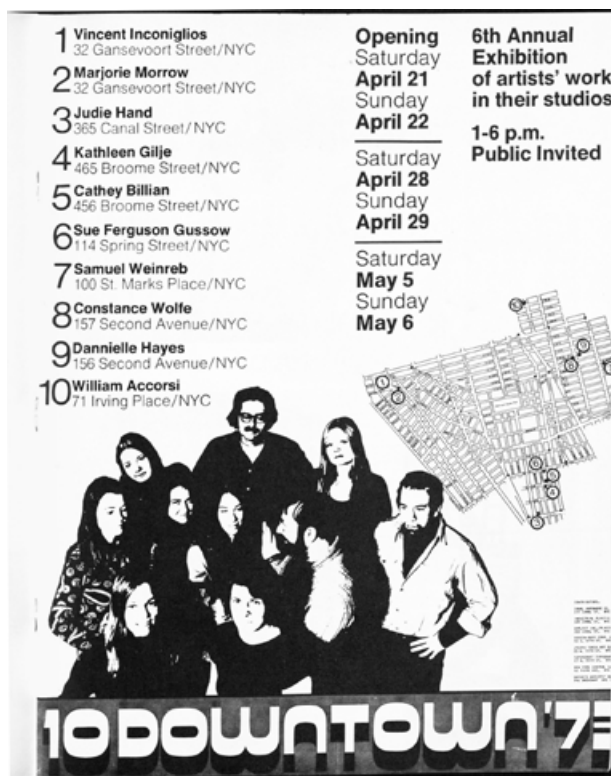 1 Vincent Inconiglios
32 Gansevoort Street/NYC
2 Marjorie Morrow
32 Gansevoort Street/NYC
3 Judie Hand
365 Canal Street/NYC
4 Kathleen Gilje
465 Broome Street/NYC
5 Cathey Billian
456 Broome Street/NYC
6 Sue Ferguson Gussow
114 Spring Street/NYC
7 Samuel Weinreb
100 St. Marks Place/NYC
8 Constance Wolfe
157 Second Avenue/NYC
9 Dannielle Hayes
156 Second Avenue/NYC
10 William Accorsi
71 Irving Place/NYC
Opening
Saturday
April 21
Sunday
April 22
Saturday
April 28
Sunday
April 29
Saturday
May 5
Sunday
May 6
6th Annual
Exhibition
of artists' work
in their studios
1-6 p.m.
Public Invited
10 DOWNTOWN '73